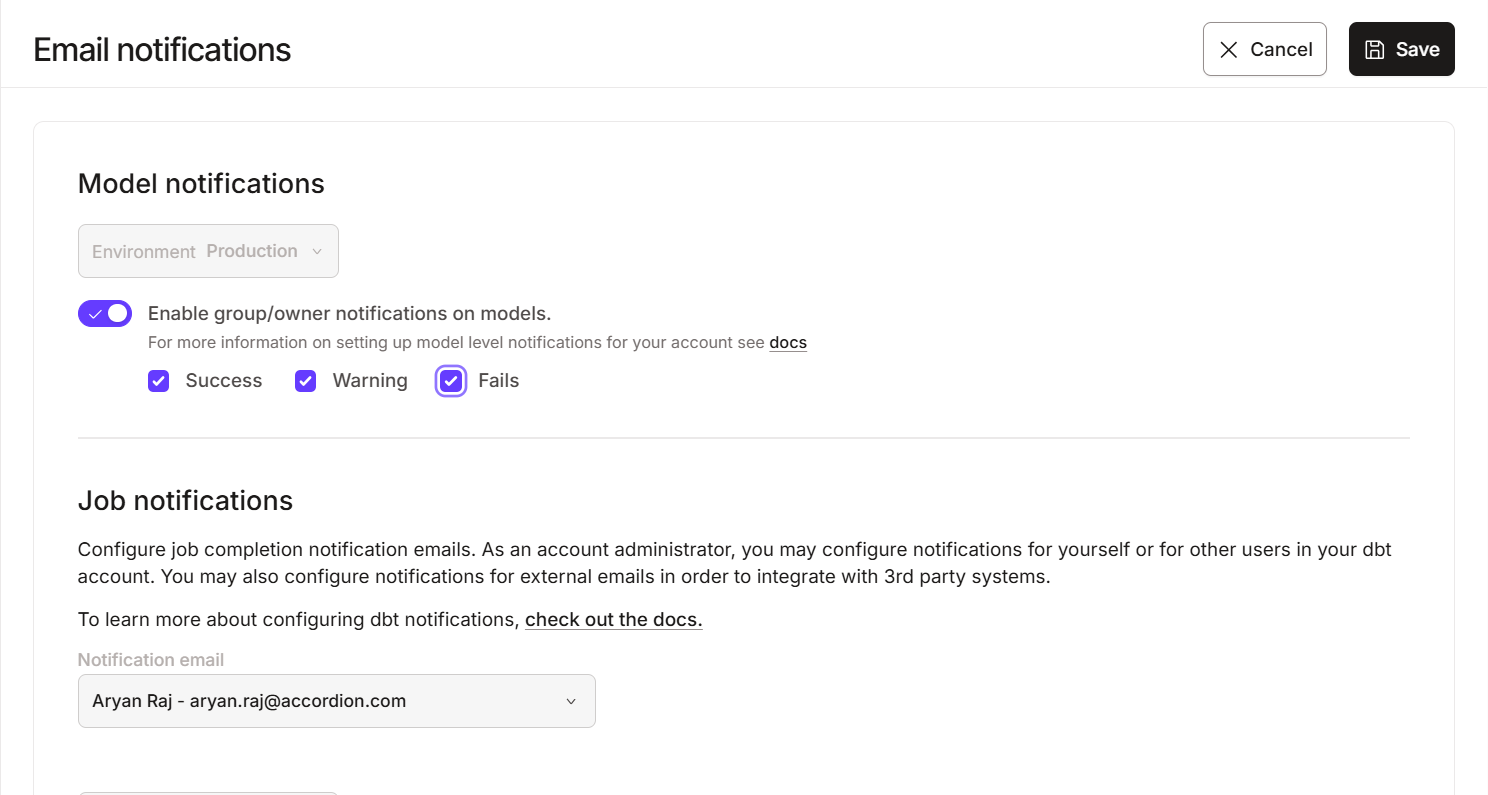 Email notifications
Cancel
Save
Model notifications
Environment Production
Enable group/owner notifications on models.
For more information on setting up model level notifications for your account see docs
Success Warning Fails
Job notifications
Configure job completion notification emails. As an account administrator, you may configure notifications for yourself or for other users in your dbt
account. You may also configure notifications for external emails in order to integrate with 3rd party systems.
To learn more about configuring dbt notifications, check out the docs.
Notification email
Aryan Raj - aryan.raj@accordion.com